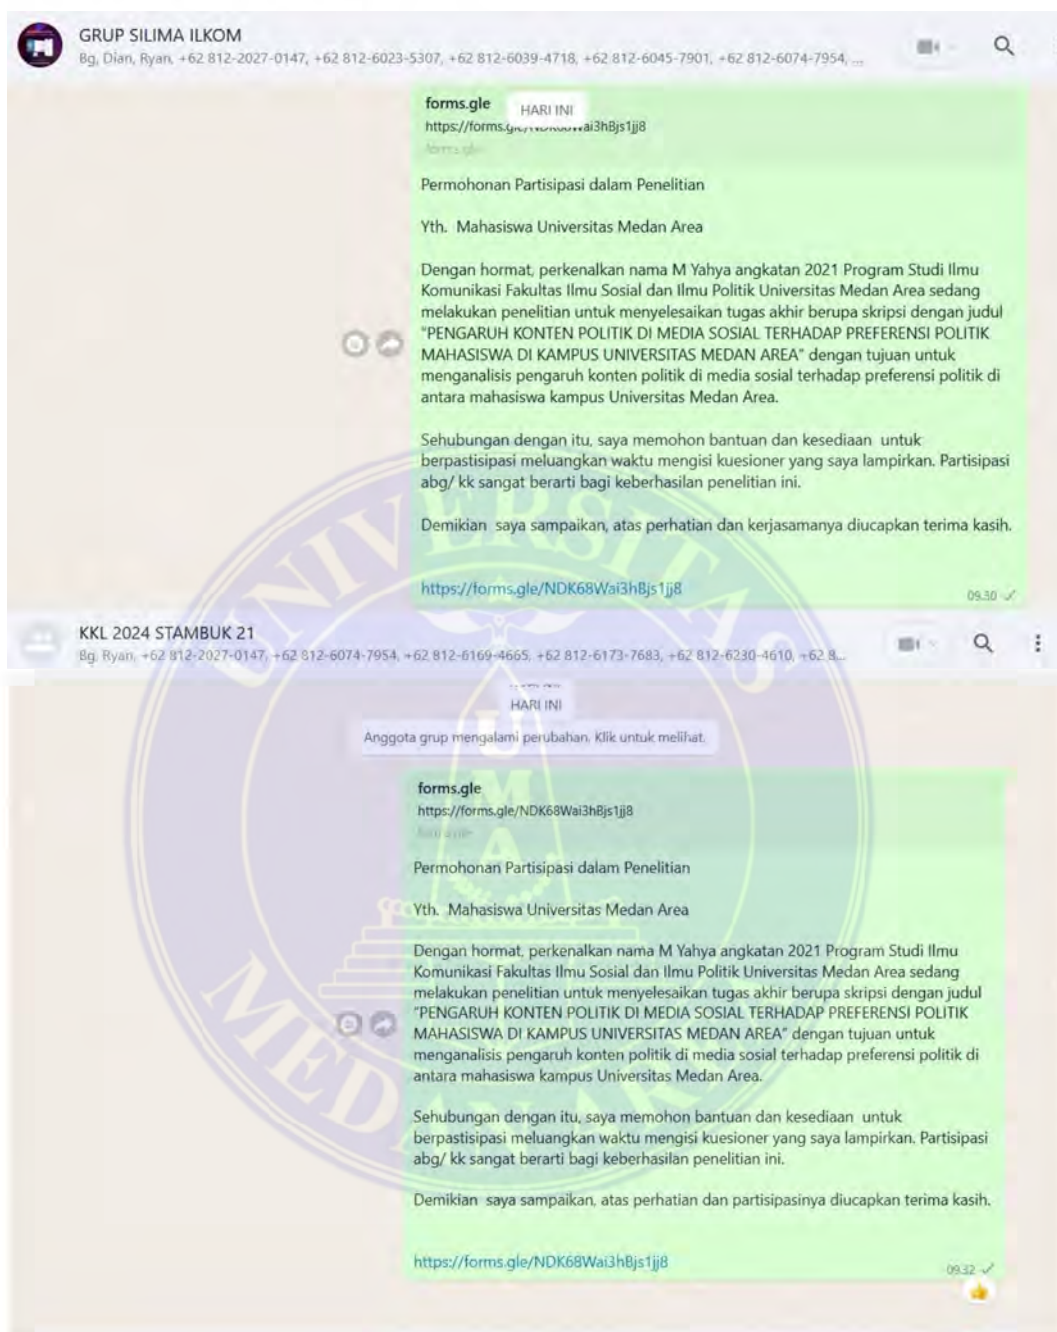 GRUP SILIMA ILKOM
Bg, Dian, Ryan, +62 812-2027-0147, +62 812-6023-5307, +62 812-6039-4718, +62 812-6045-7901, +62 812-6074-7954, ...
forms.gle
HARI INI
https://forms.gle/NDK68Wai3hBjs1jj8
forms.gle
Permohonan Partisipasi dalam Penelitian
Yth. Mahasiswa Universitas Medan Area
Dengan hormat, perkenalkan nama M Yahya angkatan 2021 Program Studi Ilmu
Komunikasi Fakultas Ilmu Sosial dan Ilmu Politik Universitas Medan Area sedang
melakukan penelitian untuk menyelesaikan tugas akhir berupa skripsi dengan judul
"PENGARUH KONTEN POLITIK DI MEDIA SOSIAL TERHADAP PREFERENSI POLITIK
MAHASISWA DI KAMPUS UNIVERSITAS MEDAN AREA" dengan tujuan untuk
menganalisis pengaruh konten politik di media sosial terhadap preferensi politik di
antara mahasiswa kampus Universitas Medan Area.
Sehubungan dengan itu, saya memohon bantuan dan kesediaan untuk
berpastisipasi meluangkan waktu mengisi kuesioner yang saya lampirkan. Partisipasi
abg/ kk sangat berarti bagi keberhasilan penelitian ini.
Demikian saya sampaikan, atas perhatian dan kerjasamanya diucapkan terima kasih.
https://forms.gle/NDK68Wai3hBjs1jj8
09.30
KKL 2024 STAMBUK 21
Bg, Ryan, +62 812-2027-0147, +62 812-6074-7954, +62 812-6169-4665, +62 812-6173-7683, +62 812-6230-4610, +62 8...
HARI INI
Anggota grup mengalami perubahan. Klik untuk melihat.
forms.gle
https://forms.gle/NDK68Wai3hBjs1jj8
forms.gle
Permohonan Partisipasi dalam Penelitian
Yth. Mahasiswa Universitas Medan Area
Dengan hormat, perkenalkan nama M Yahya angkatan 2021 Program Studi Ilmu
Komunikasi Fakultas Ilmu Sosial dan Ilmu Politik Universitas Medan Area sedang
melakukan penelitian untuk menyelesaikan tugas akhir berupa skripsi dengan judul
"PENGARUH KONTEN POLITIK DI MEDIA SOSIAL TERHADAP PREFERENSI POLITIK
MAHASISWA DI KAMPUS UNIVERSITAS MEDAN AREA" dengan tujuan untuk
menganalisis pengaruh konten politik di media sosial terhadap preferensi politik di
antara mahasiswa kampus Universitas Medan Area.
Sehubungan dengan itu, saya memohon bantuan dan kesediaan untuk
berpastisipasi meluangkan waktu mengisi kuesioner yang saya lampirkan. Partisipasi
abg/ kk sangat berarti bagi keberhasilan penelitian ini.
Demikian saya sampaikan, atas perhatian dan partisipasinya diucapkan terima kasih.
https://forms.gle/NDK68Wai3hBjs1jj8
09.32
UNIVERSITAS
MEDAN AREA
UMA